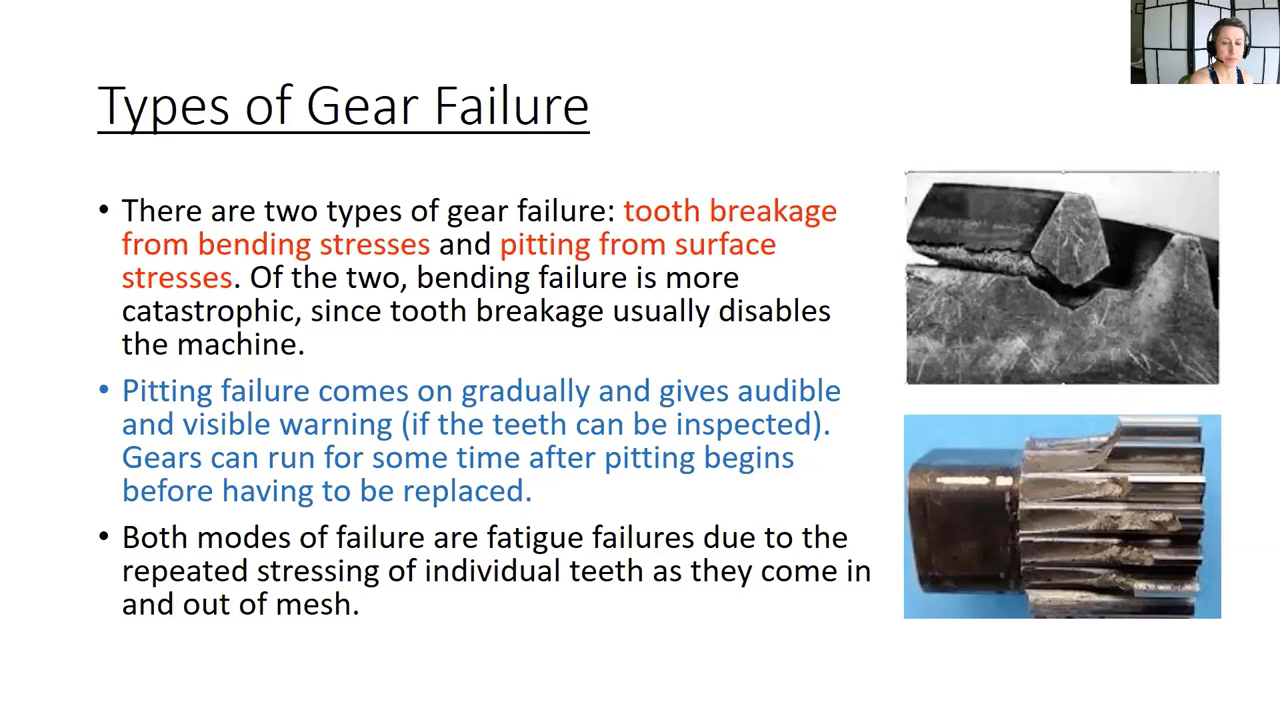 Types of Gear Failure
• There are two types of gear failure: tooth breakage
from bending stresses and pitting from surface
stresses. Of the two, bending failure is more
catastrophic, since tooth breakage usually disables
the machine.
• Pitting failure comes on gradually and gives audible
and visible warning (if the teeth can be inspected).
Gears can run for some time after pitting begins
before having to be replaced.
• Both modes of failure are fatigue failures due to the
repeated stressing of individual teeth as they come in
and out of mesh.